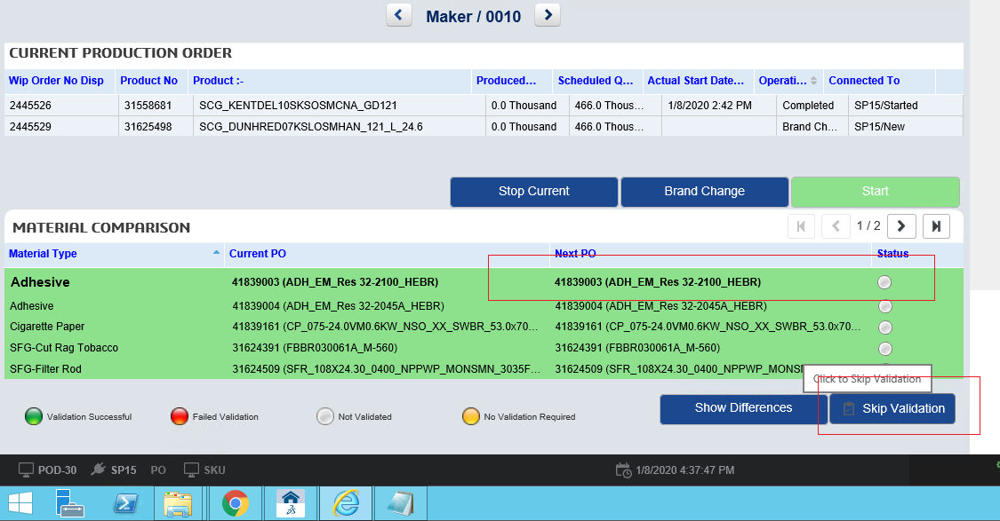 Maker / 0010
CURRENT PRODUCTION ORDER
Wip Order No Disp Product No Product :- Produced... Scheduled Q... Actual Start Date... Operati... Connected To
2445526 31558681 SCG_KENTDEL10SKSOSMCNA_GD121 0.0 Thousand 466.0 Thous... 1/8/2020 2:42 PM Completed SP15/Started
2445529 31625498 SCG_DUNHRED07KSLOSMHAN_121_L_24.6 0.0 Thousand 466.0 Thous... Brand Ch... SP15/New
Stop Current Brand Change Start
MATERIAL COMPARISON 1 / 2
Material Type Current PO Next PO Status
Adhesive 41839003 (ADH_EM_Res 32-2100_HEBR) 41839003 (ADH_EM_Res 32-2100_HEBR)
Adhesive 41839004 (ADH_EM_Res 32-2045A_HEBR) 41839004 (ADH_EM_Res 32-2045A_HEBR)
Cigarette Paper 41839161 (CP_075-24.0VM0.6KW_NSO_XX_SWBR_53.0x70... 41839161 (CP_075-24.0VM0.6KW_NSO_XX_SWBR_53.0x70...
SFG-Cut Rag Tobacco 31624391 (FBBR030061A_M-560) 31624391 (FBBR030061A_M-560)
SFG-Filter Rod 31624509 (SFR_108X24.30_0400_NPPWP_MONSMN_3035F... 31624509 (SFR_108X24.30_0400_NPPWP_MONSM
Click to Skip Validation
Validation Successful Failed Validation Not Validated No Validation Required Show Differences Skip Validation
POD-30 SP15 PO SKU 1/8/2020 4:37:47 PM